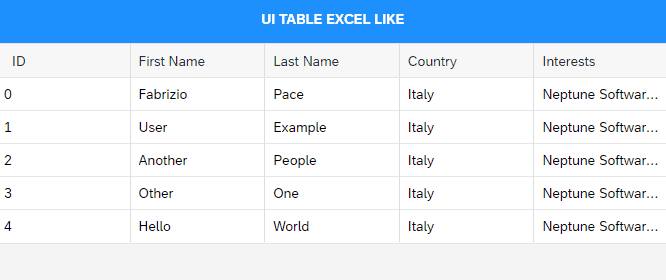 UI TABLE EXCEL LIKE
ID First Name Last Name Country Interests
0 Fabrizio Pace Italy Neptune Softwar...
1 User Example Italy Neptune Softwar...
2 Another People Italy Neptune Softwar...
3 Other One Italy Neptune Softwar...
4 Hello World Italy Neptune Softwar...